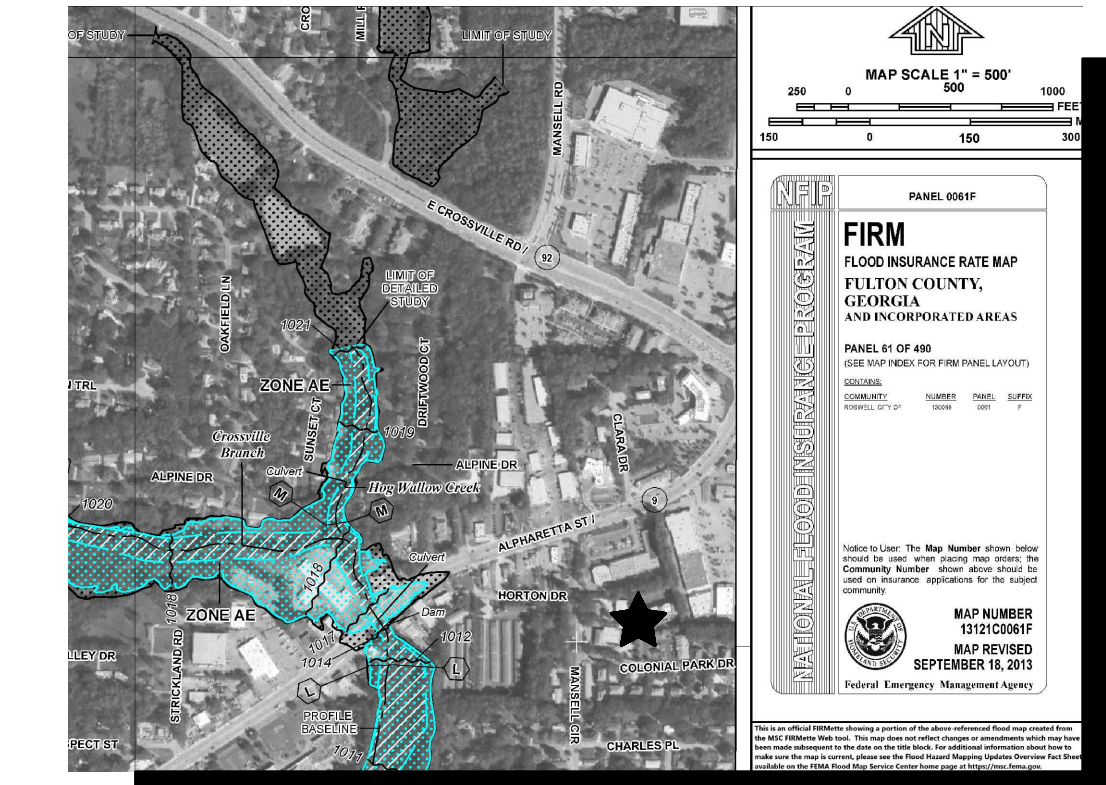 OF STUDY
CRO
MILL
LIMIT OF STUDY
MANSELL RD
E CROSSVILLE RD /
92
OAKFIELD LN
LIMIT OF
DETAILED
STUDY
1021
ZONE AE
DRIFTWOOD CT
SUNSET CT
TRL
1019
CLARA DR
Crossville
Branch
ALPINE DR
Culvert
ALPINE DR
Hog Wallow Creek
M
M
9
1020
ALPHARETTA ST /
Culvert
1018
HORTON DR
1018
ZONE AE
Dam
1017
1012
1014
STRICKLAND RD
LLEY DR
L
L
COLONIAL PARK DR
MANSELL CIR
PROFILE
BASELINE
SPECT ST
1011
CHARLES PL
N
MAP SCALE 1" = 500'
250 0 500 1000
FEET
150 0 150 300
NFIP
NATIONAL FLOOD INSURANCE PROGRAM
PANEL 0061F
FIRM
FLOOD INSURANCE RATE MAP
FULTON COUNTY,
GEORGIA
AND INCORPORATED AREAS
PANEL 61 OF 490
(SEE MAP INDEX FOR FIRM PANEL LAYOUT)
CONTAINS:
COMMUNITY NUMBER PANEL SUFFIX
ROSWELL, CITY OF 130088 0061 F
Notice to User: The Map Number shown below
should be used when placing map orders; the
Community Number shown above should be
used on insurance applications for the subject
community.
MAP NUMBER
13121C0061F
MAP REVISED
SEPTEMBER 18, 2013
Federal Emergency Management Agency
This is an official FIRMette showing a portion of the above-referenced flood map created from
the MSC FIRMette Web tool. This map does not reflect changes or amendments which may have
been made subsequent to the date on the title block. For additional information about how to
make sure the map is current, please see the Flood Hazard Mapping Updates Overview Fact Sheet
available on the FEMA Flood Map Service Center home page at https://msc.fema.gov.